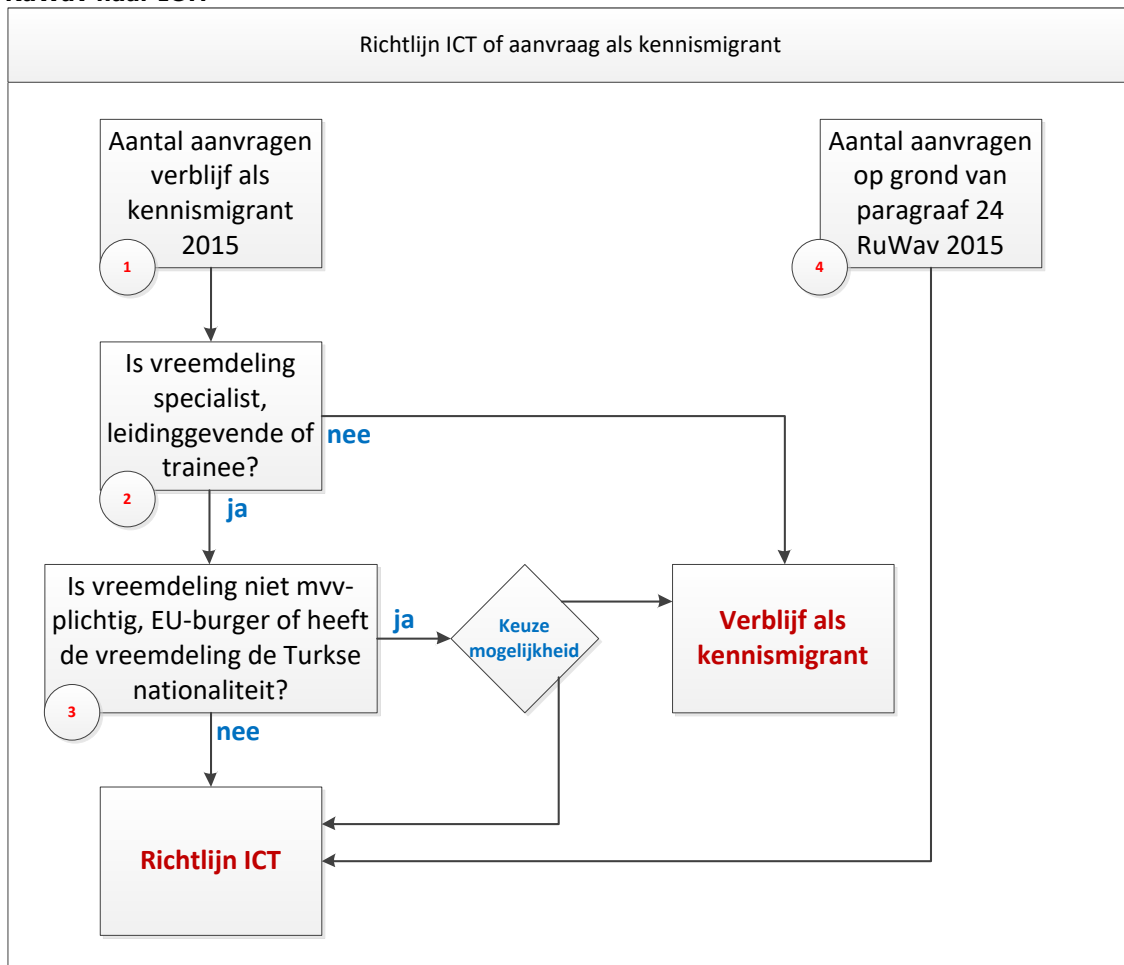 Richtlijn ICT of aanvraag als kennismigrant
Aantal aanvragen
verblijf als
kennismigrant
2015
1
Aantal aanvragen
op grond van
paragraaf 24
RuWav 2015
4
Is vreemdeling
specialist,
leidinggevende of
trainee?
2
nee
ja
Is vreemdeling niet mvv-
plichtig, EU-burger of heeft
de vreemdeling de Turkse
nationaliteit?
3
ja
Keuze
mogelijkheid
Verblijf als
kennismigrant
nee
Richtlijn ICT